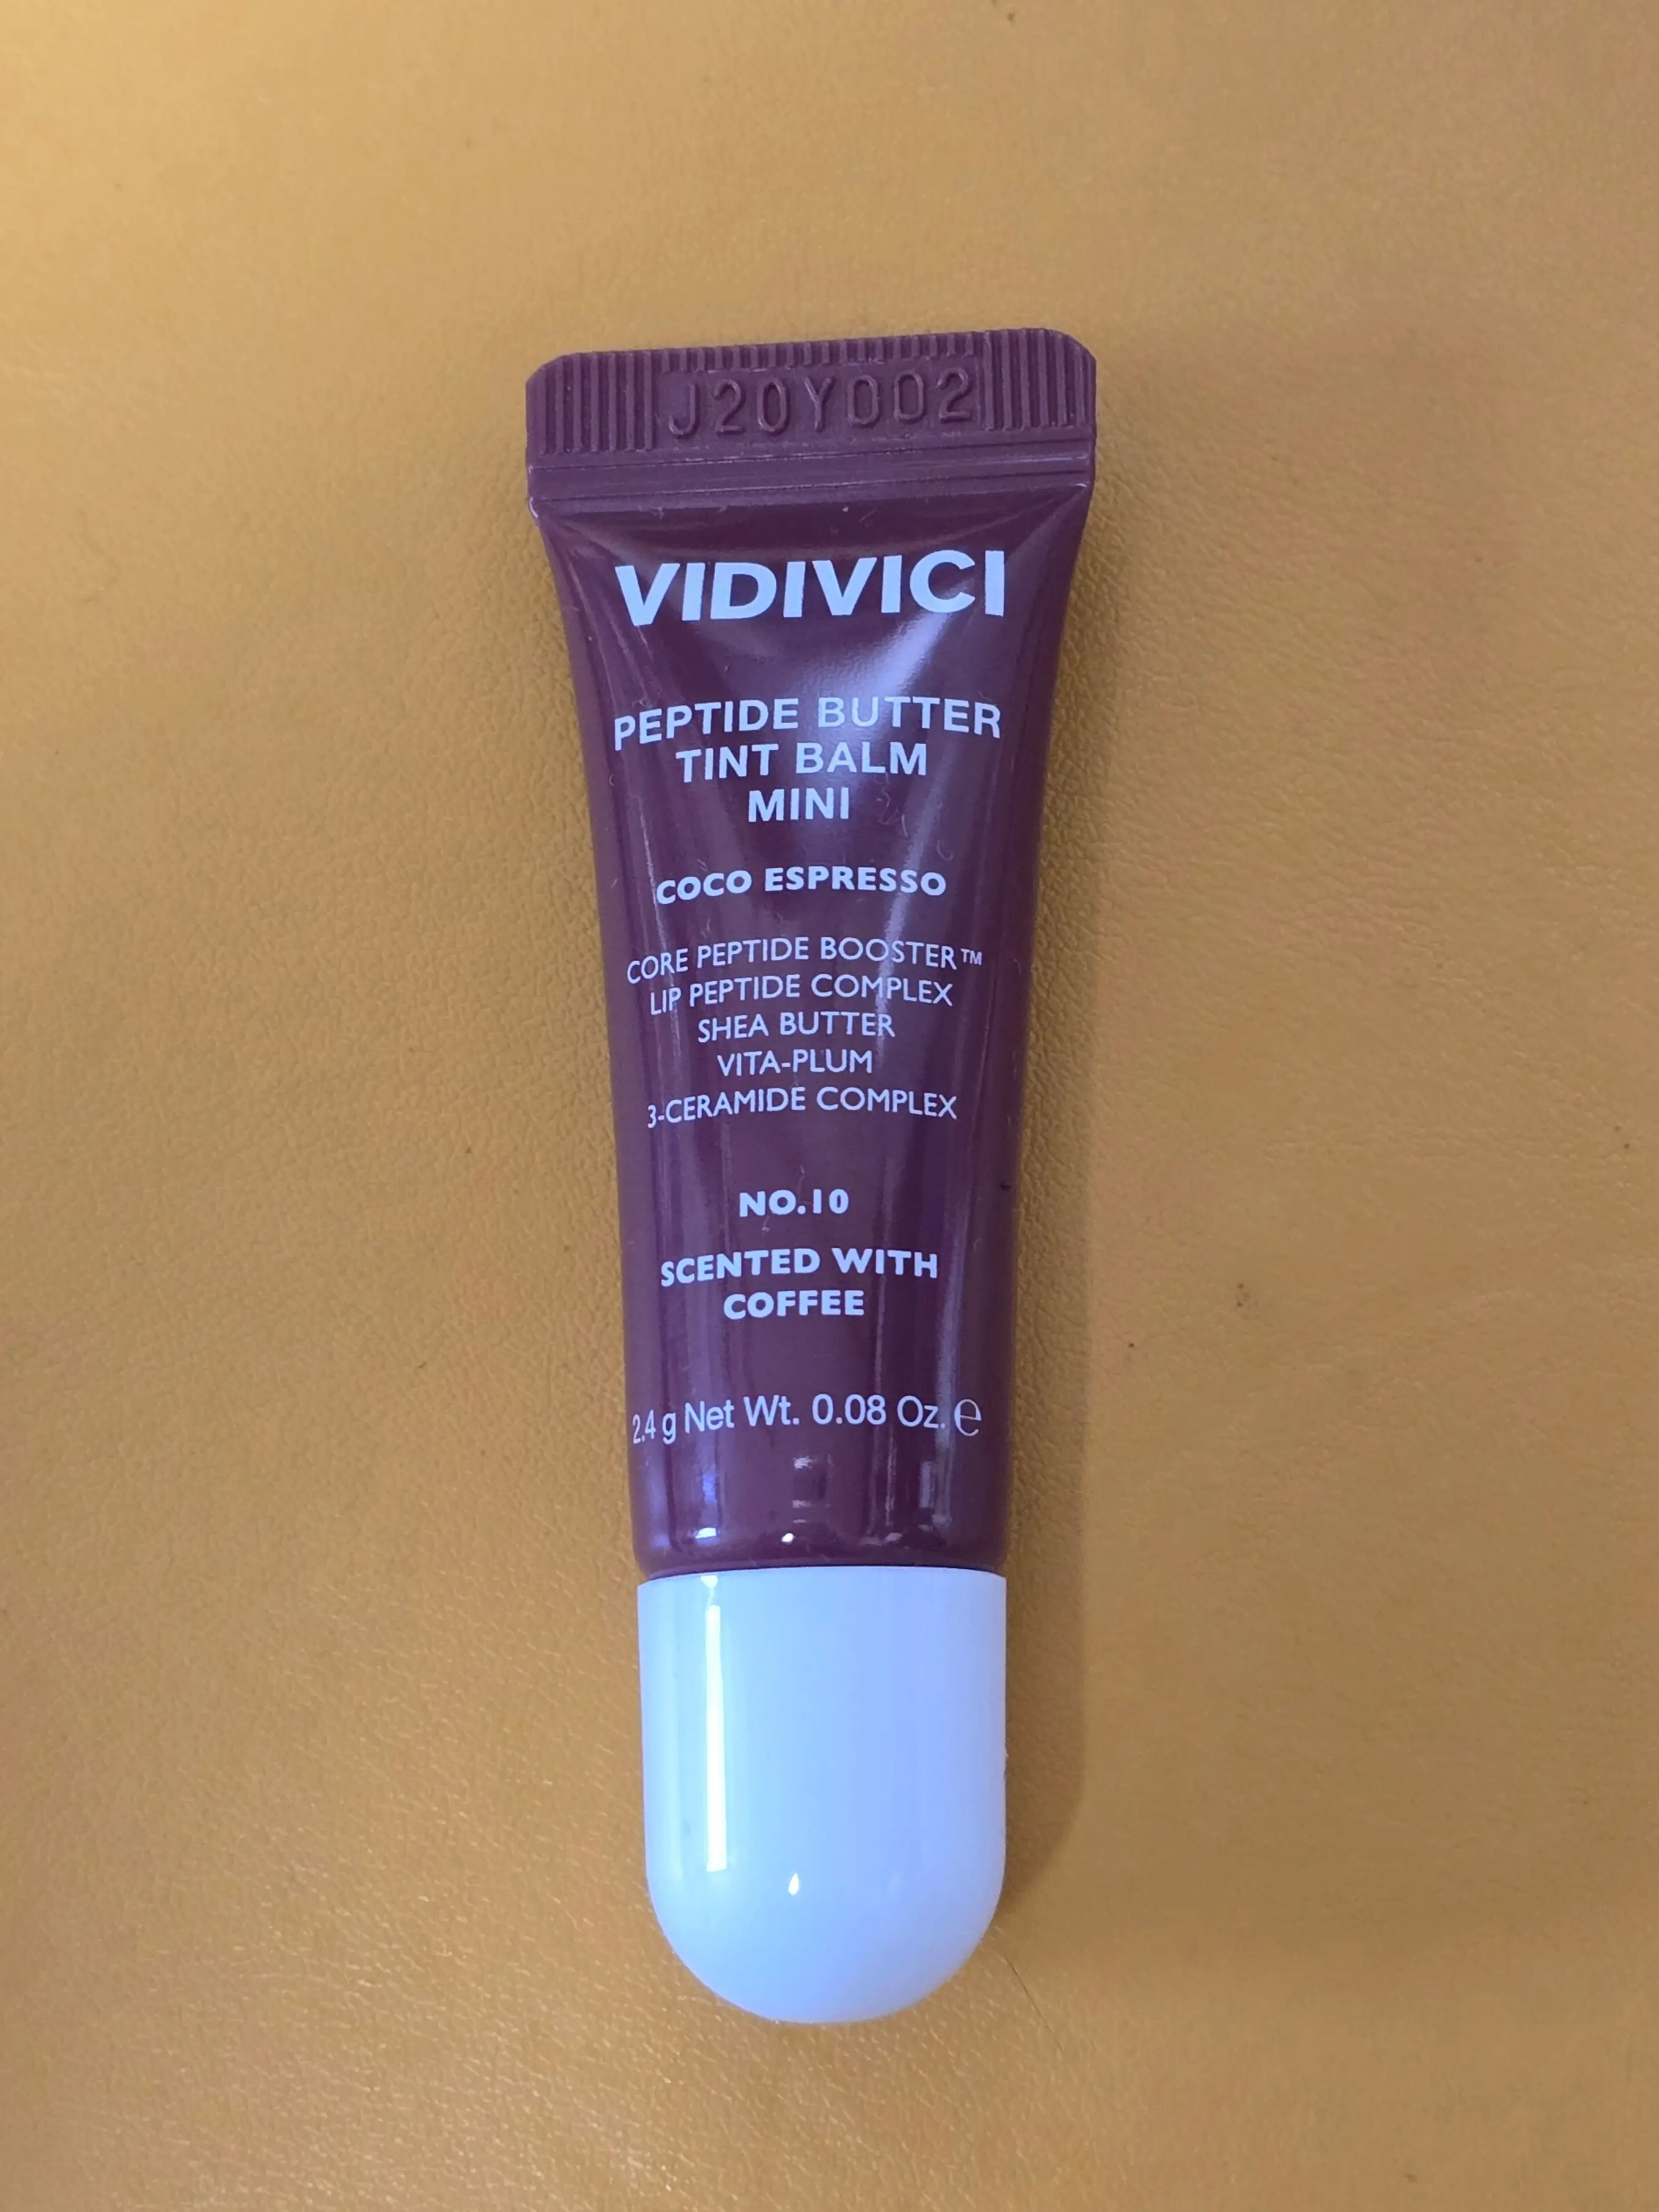 J20Y002
VIDIVICI
PEPTIDE BUTTER
TINT BALM
MINI
COCO ESPRESSO
CORE PEPTIDE BOOSTER™
LIP PEPTIDE COMPLEX
SHEA BUTTER
VITA-PLUM
3-CERAMIDE COMPLEX
NO.10
SCENTED WITH
COFFEE
2.4 g Net Wt. 0.08 Oz. ℮